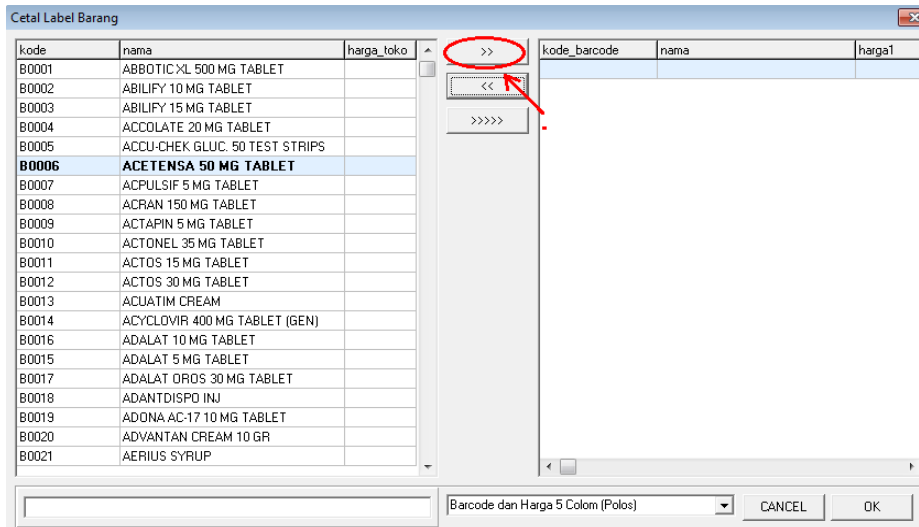 Cetal Label Barang
kode nama harga_toko
B0001 ABBOTIC XL 500 MG TABLET
B0002 ABILIFY 10 MG TABLET
B0003 ABILIFY 15 MG TABLET
B0004 ACCOLATE 20 MG TABLET
B0005 ACCU-CHEK GLUC. 50 TEST STRIPS
B0006 ACETENSA 50 MG TABLET
B0007 ACPULSIF 5 MG TABLET
B0008 ACRAN 150 MG TABLET
B0009 ACTAPIN 5 MG TABLET
B0010 ACTONEL 35 MG TABLET
B0011 ACTOS 15 MG TABLET
B0012 ACTOS 30 MG TABLET
B0013 ACUATIM CREAM
B0014 ACYCLOVIR 400 MG TABLET (GEN)
B0016 ADALAT 10 MG TABLET
B0015 ADALAT 5 MG TABLET
B0017 ADALAT OROS 30 MG TABLET
B0018 ADANTDISPO INJ
B0019 ADONA AC-17 10 MG TABLET
B0020 ADVANTAN CREAM 10 GR
B0021 AERIUS SYRUP
>>
<<
>>>>>
kode_barcode nama harga1
Barcode dan Harga 5 Colom (Polos)
CANCEL
OK